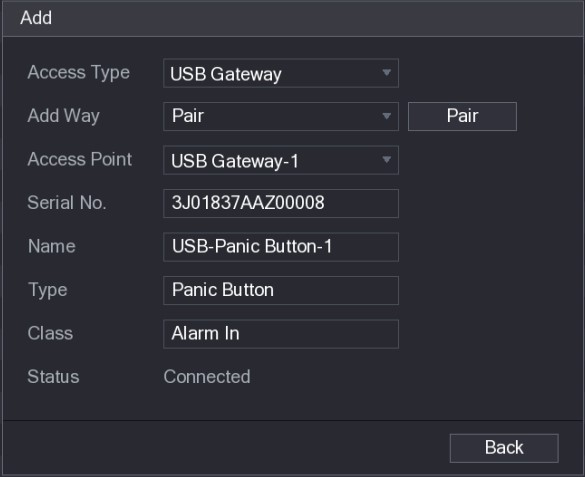 Add
Access Type USB Gateway
Add Way Pair Pair
Access Point USB Gateway-1
Serial No. 3J01837AAZ00008
Name USB-Panic Button-1
Type Panic Button
Class Alarm In
Status Connected
Back